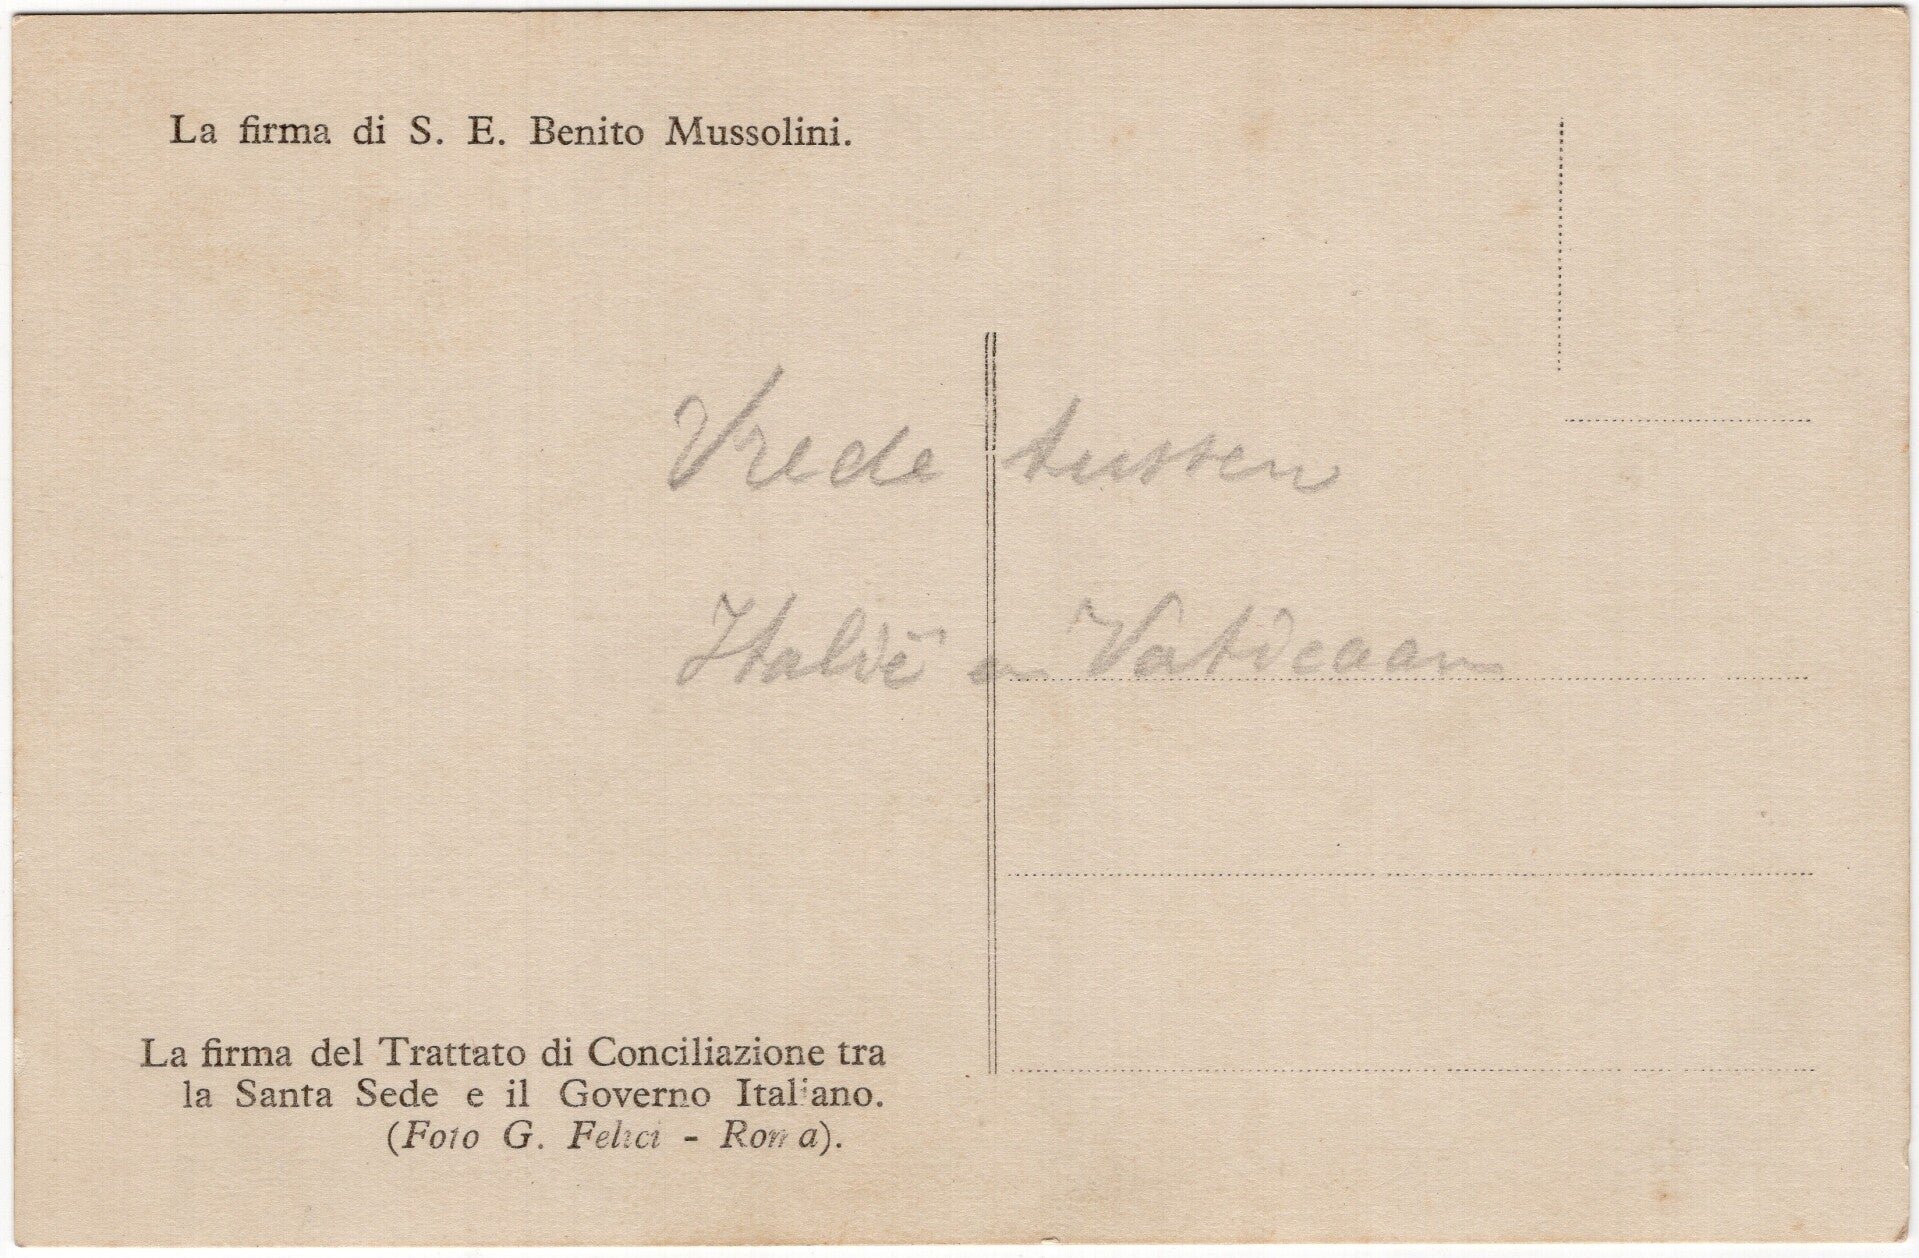 La firma di S. E. Benito Mussolini.
Vrede tussen
Italië en Vaticaan
La firma del Trattato di Conciliazione tra
la Santa Sede e il Governo Italiano.
(Foto G. Felici - Roma).